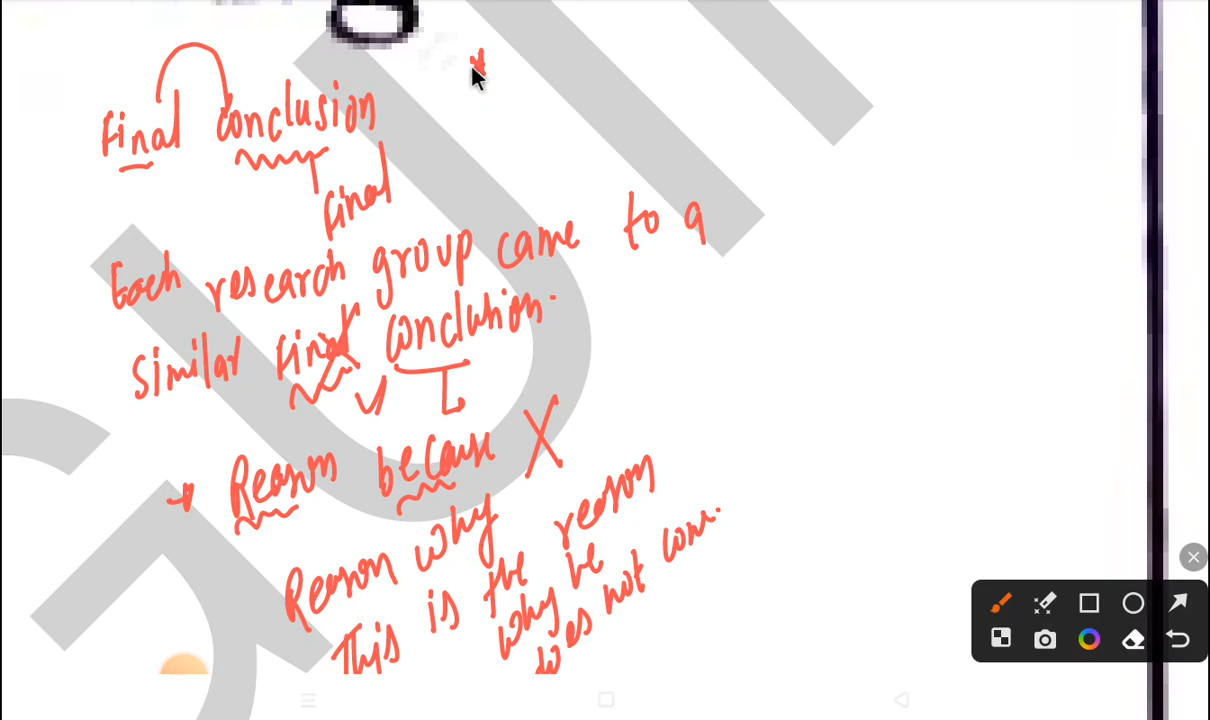 Final conclusion
final
Each research group came to a
similar final conclusion.
→ Reason because X
Reason why
This is the reason
why he
does not com.